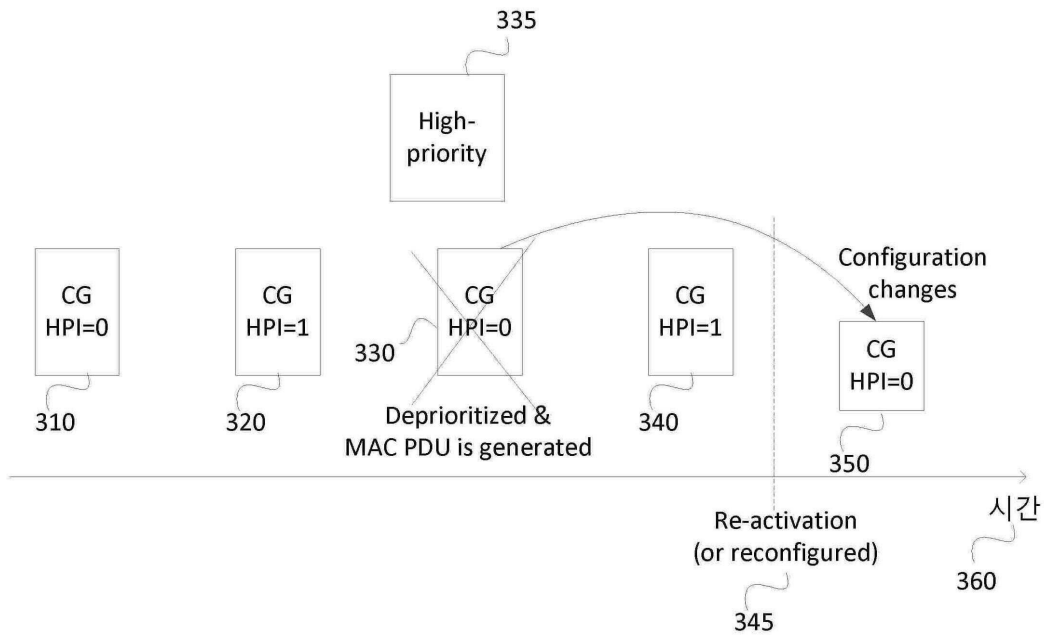 335
High-
priority
CG
HPI=0
310
CG
HPI=1
320
CG
HPI=0
330
Deprioritized &
MAC PDU is generated
CG
HPI=1
340
Configuration
changes
CG
HPI=0
350
시간
360
Re-activation
(or reconfigured)
345